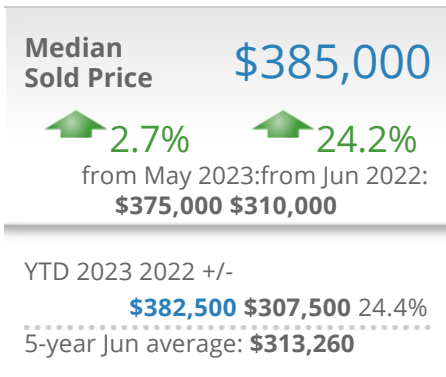 Median
Sold Price
$385,000
2.7%
24.2%
from May 2023:from Jun 2022:
$375,000 $310,000
YTD 2023 2022 +/-
$382,500 $307,500 24.4%
5-year Jun average: $313,260